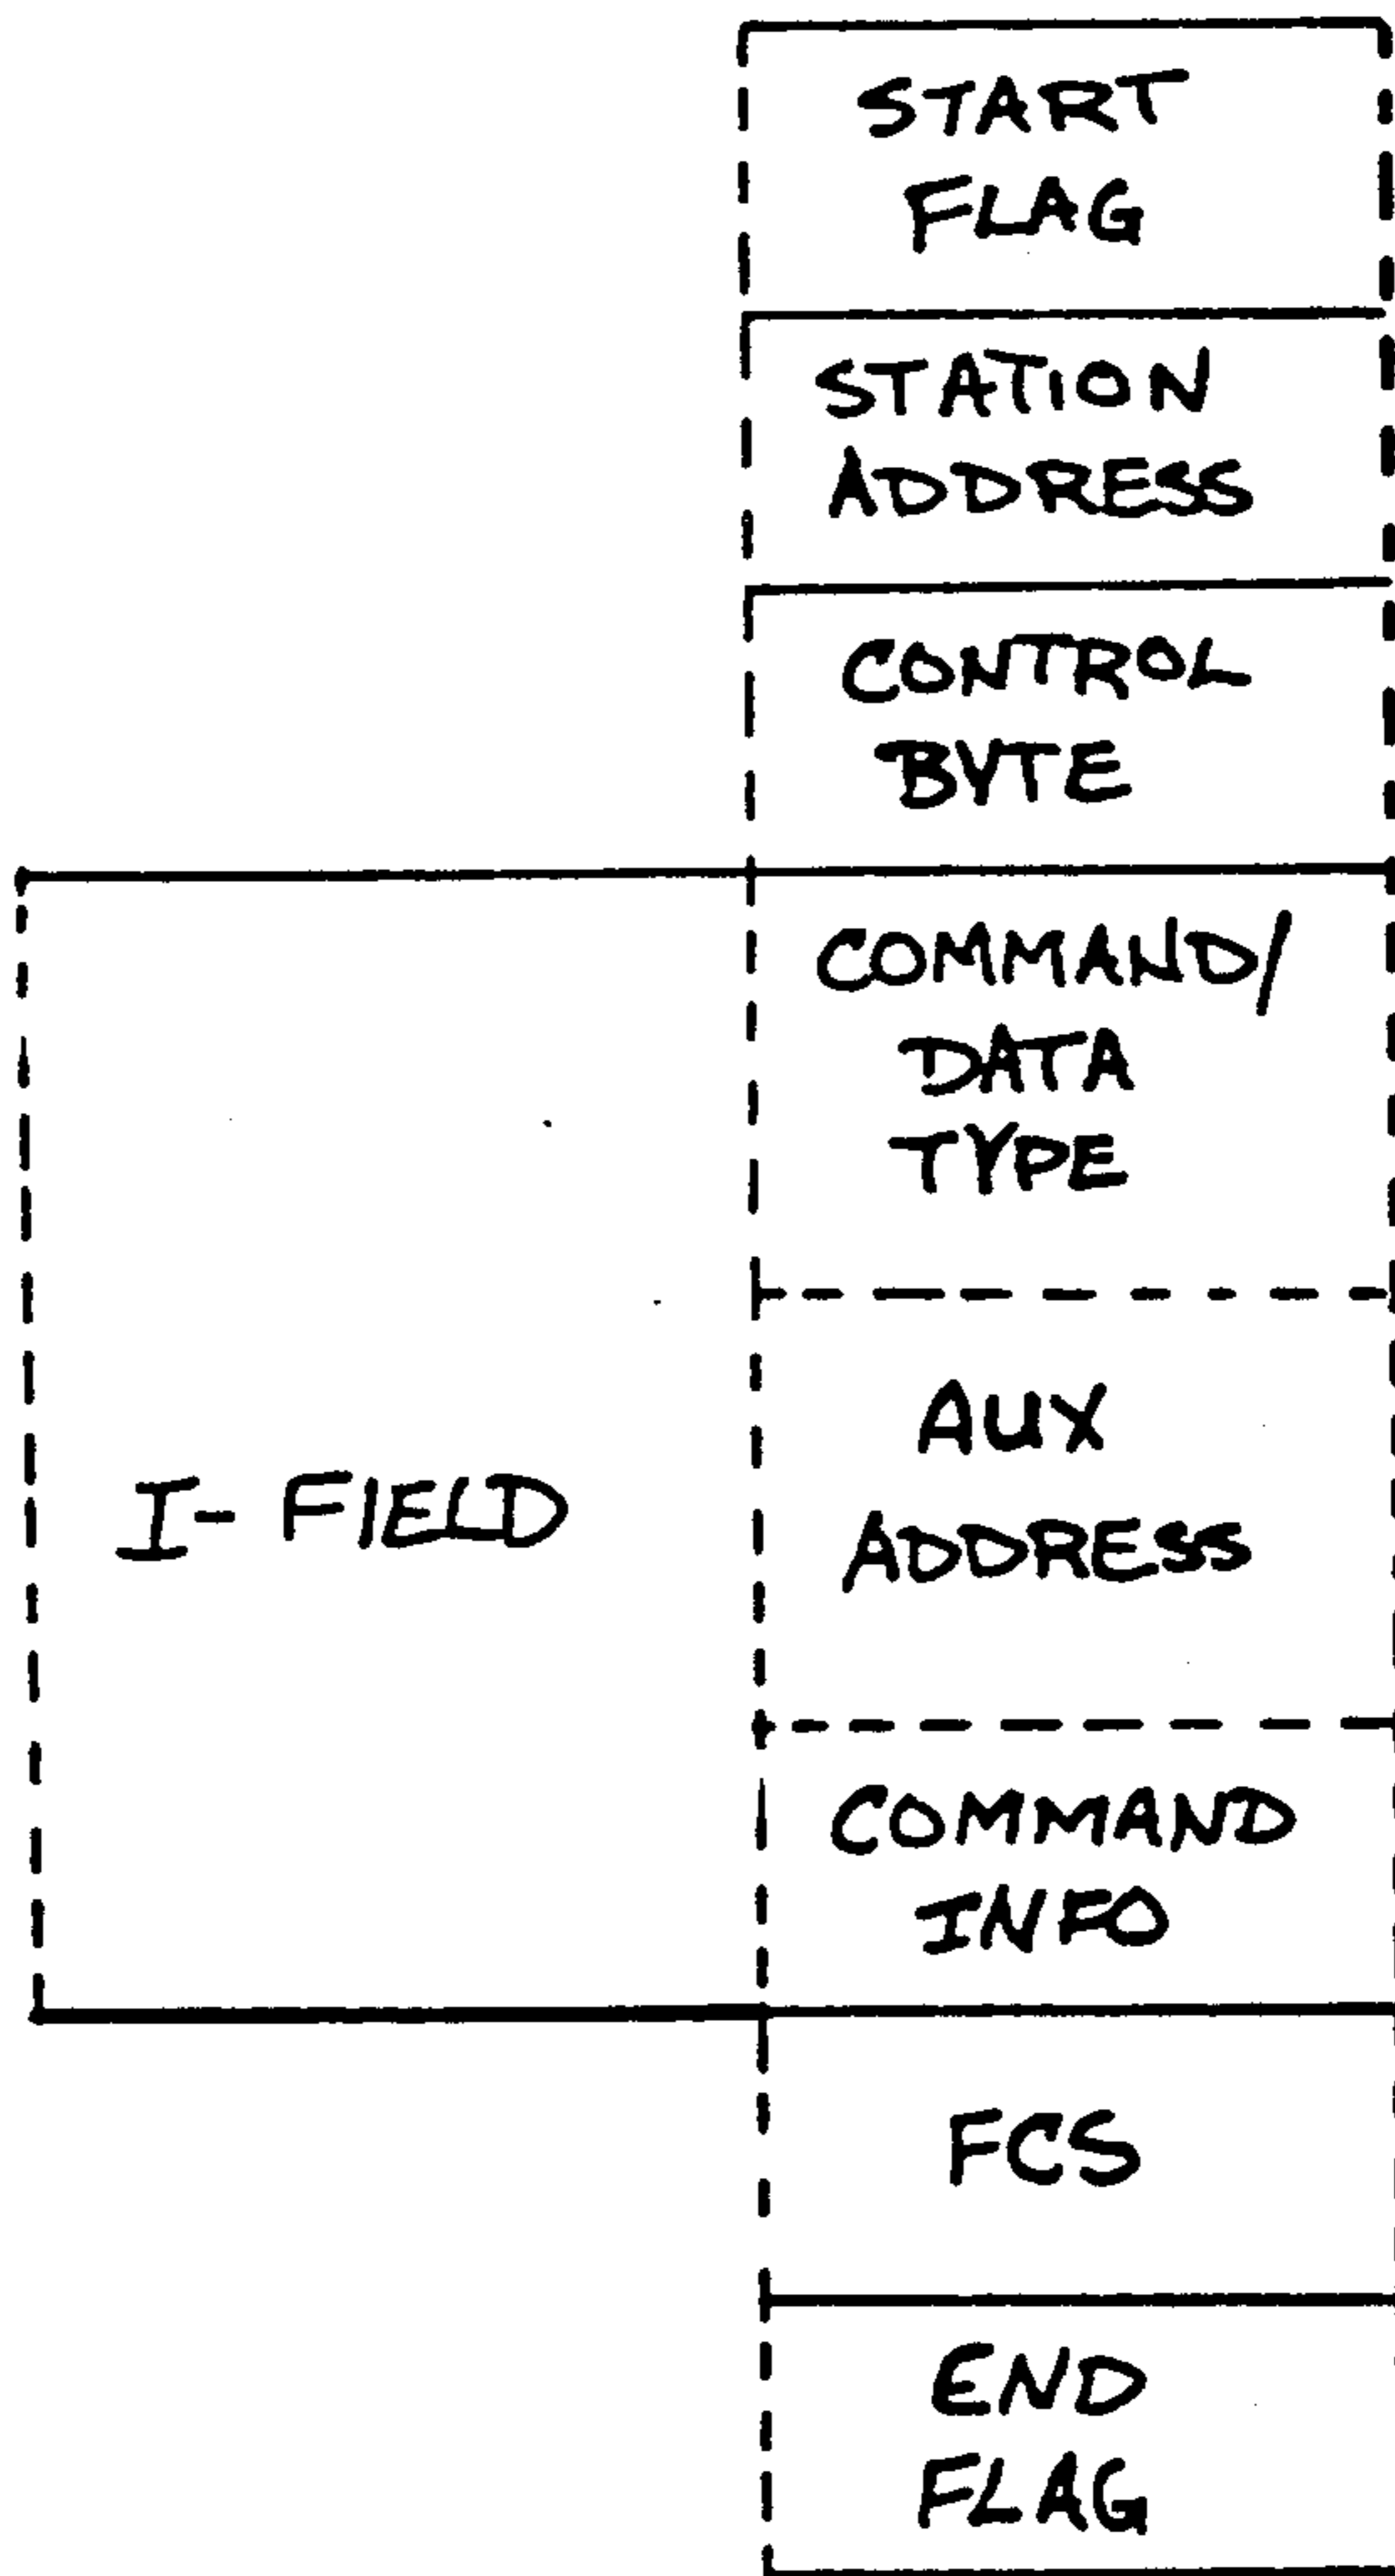 START
FLAG
STATION
ADDRESS
CONTROL
BYTE
COMMAND/
DATA
TYPE
I-FIELD
AUX
ADDRESS
COMMAND
INFO
FCS
END
FLAG